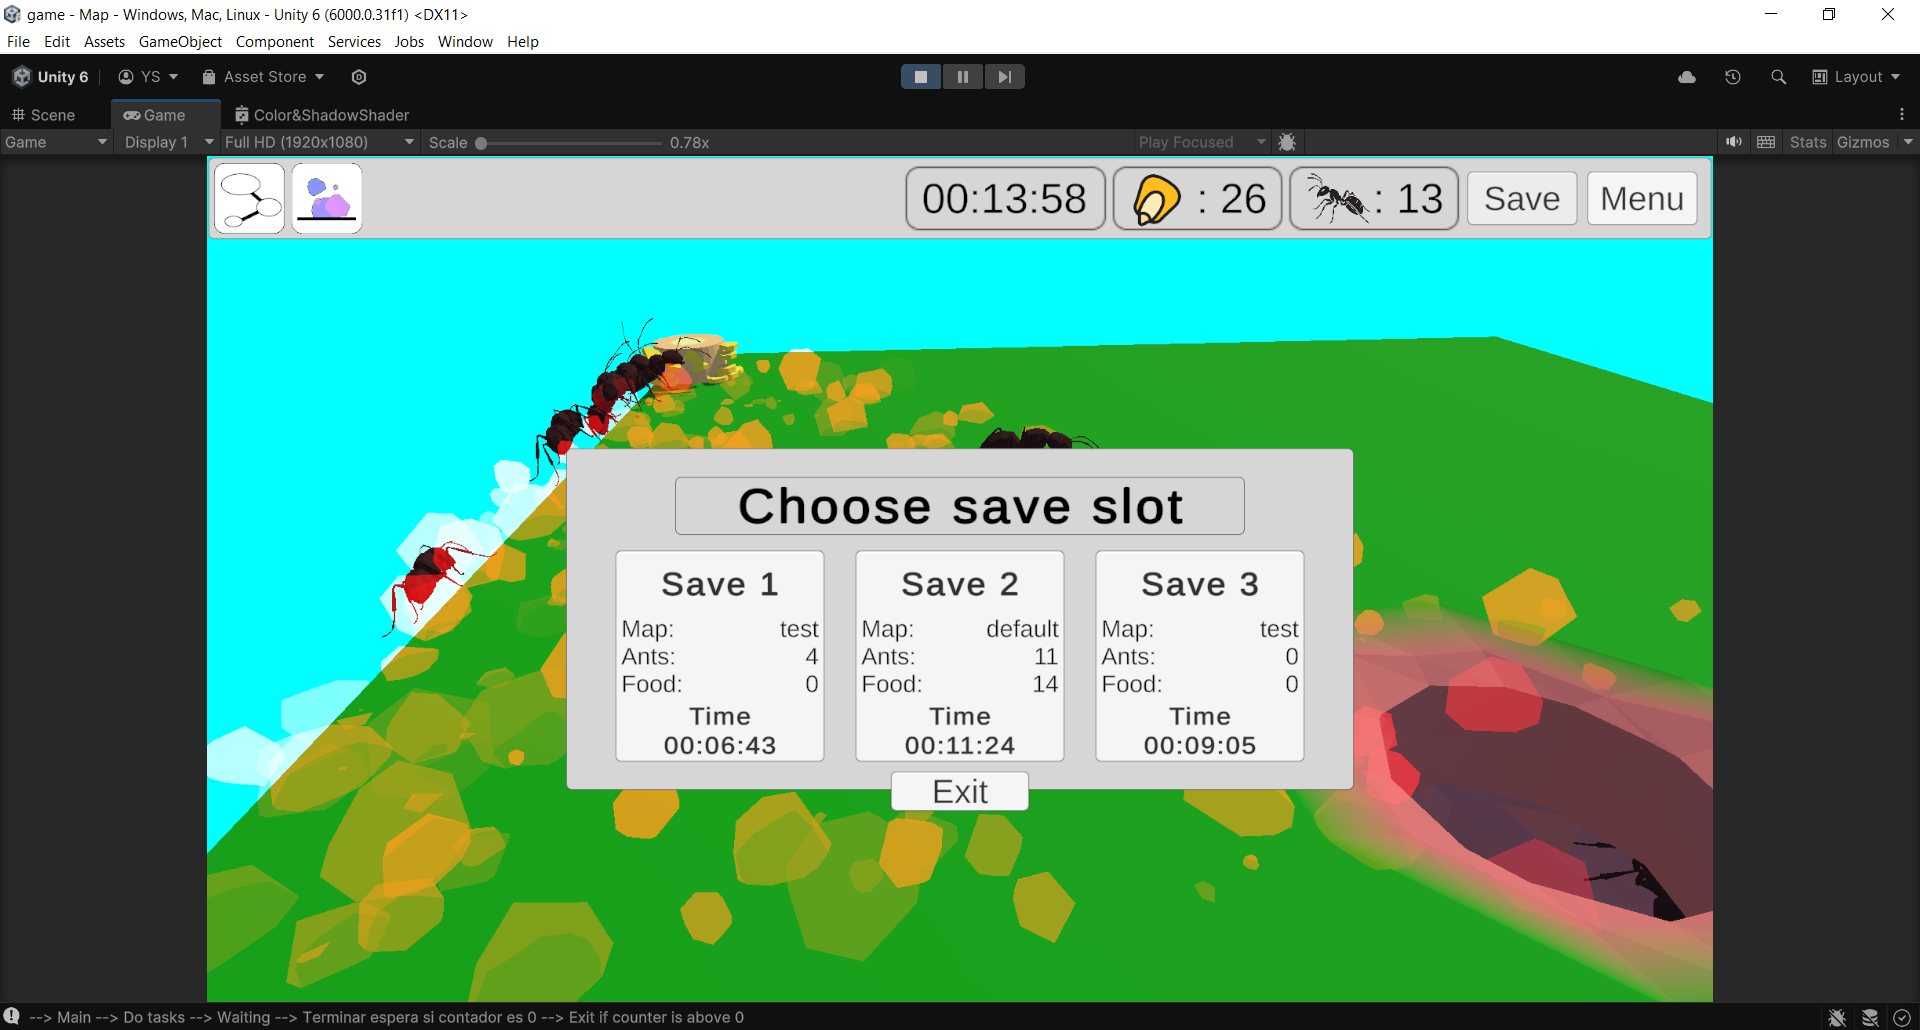 game - Map - Windows, Mac, Linux - Unity 6 (6000.0.31f1) <DX11>
File Edit Assets GameObject Component Services Jobs Window Help
Unity 6 YS Asset Store Layout
Scene Game Color&ShadowShader
Game Display 1 Full HD (1920x1080) Scale 0.78x Play Focused Stats Gizmos
00:13:58 : 26 : 13 Save Menu
Choose save slot
Save 1
Map: test
Ants: 4
Food: 0
Time
00:06:43
Save 2
Map: default
Ants: 11
Food: 14
Time
00:11:24
Save 3
Map: test
Ants: 0
Food: 0
Time
00:09:05
Exit
--> Main --> Do tasks --> Waiting --> Terminar espera si contador es 0 --> Exit if counter is above 0